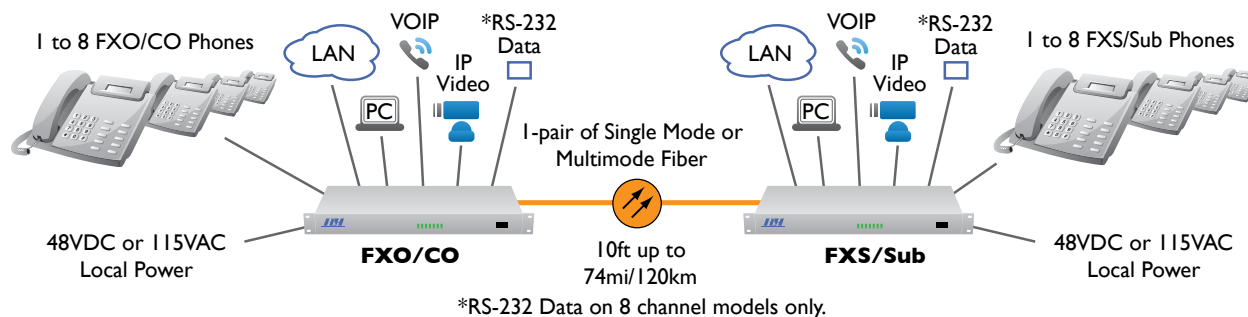 1 to 8 FXO/CO Phones
LAN
PC
VOIP
IP
Video
*RS-232
Data
1-pair of Single Mode or
Multimode Fiber
LAN
PC
VOIP
IP
Video
*RS-232
Data
1 to 8 FXS/Sub Phones
48VDC or 115VAC
Local Power
FXO/CO
10ft up to
74mi/120km
FXS/Sub
48VDC or 115VAC
Local Power
*RS-232 Data on 8 channel models only.